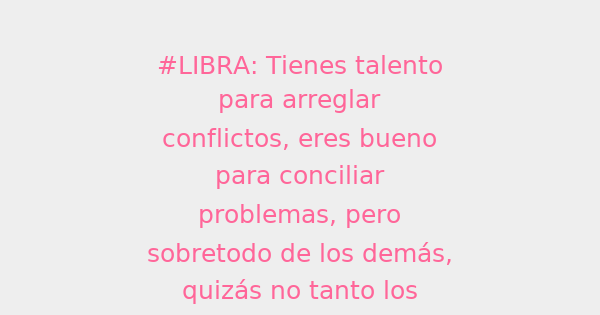 #LIBRA: Tienes talento
para arreglar
conflictos, eres bueno
para conciliar
problemas, pero
sobretodo de los demás,
quizás no tanto los